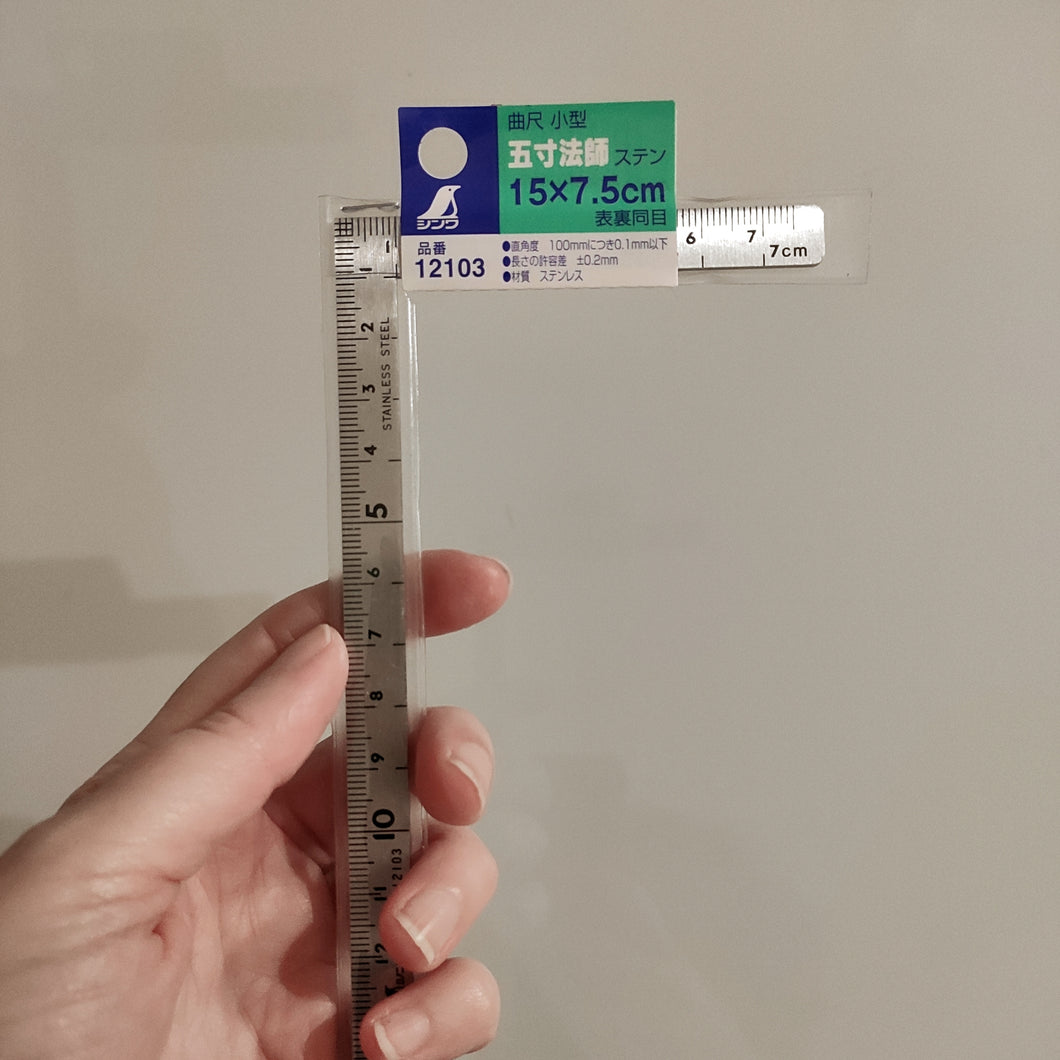 曲尺 小型
五寸法師 ステン
15×7.5cm
表裏同目
シンワ
品番
12103
●直角度 100mmにつき0.1mm以下
●長さの許容差 ±0.2mm
●材質 ステンレス
6 7
7cm
1
1
2
3
4
5
6
7
8
9
10
11
12
STAINLESS STEEL
12103